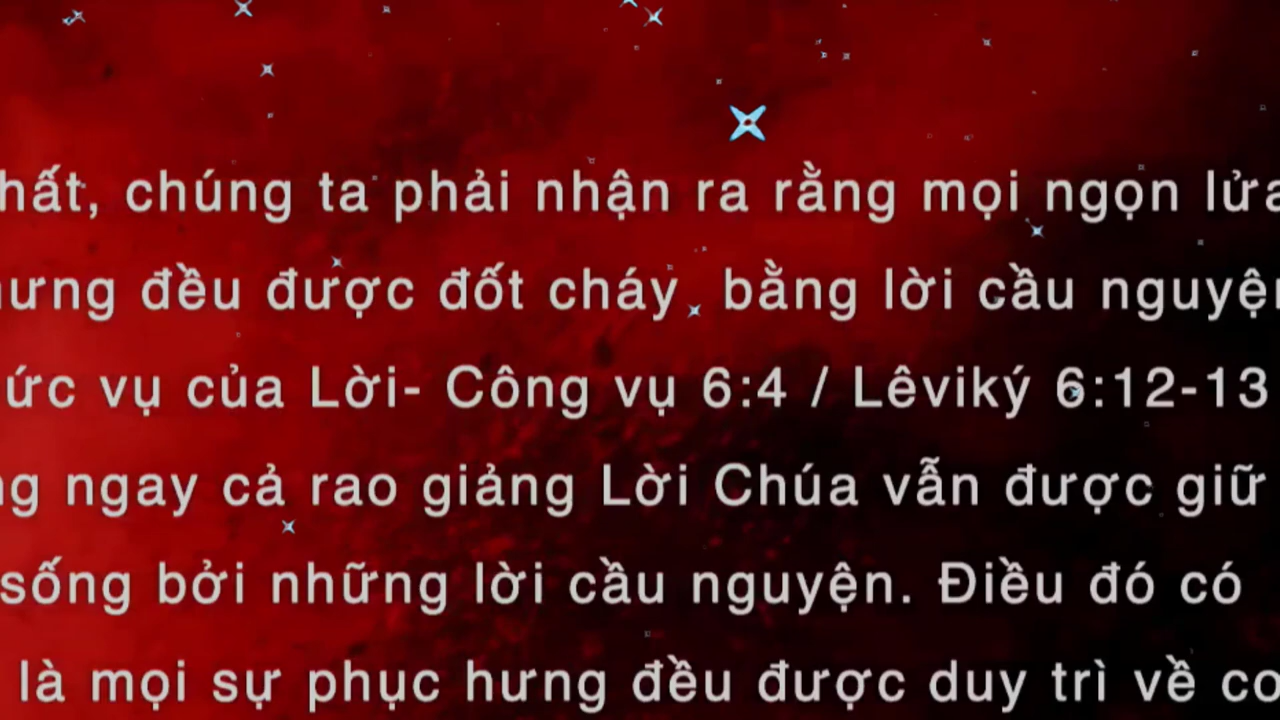 hất, chúng ta phải nhận ra rằng mọi ngọn lửa
ưng đều được đốt cháy bằng lời cầu nguyện
ức vụ của Lời- Công vụ 6:4 / Lêviký 6:12-13
ng ngay cả rao giảng Lời Chúa vẫn được giữ
sống bởi những lời cầu nguyện. Điều đó có
là mọi sự phục hưng đều được duy trì về cơ